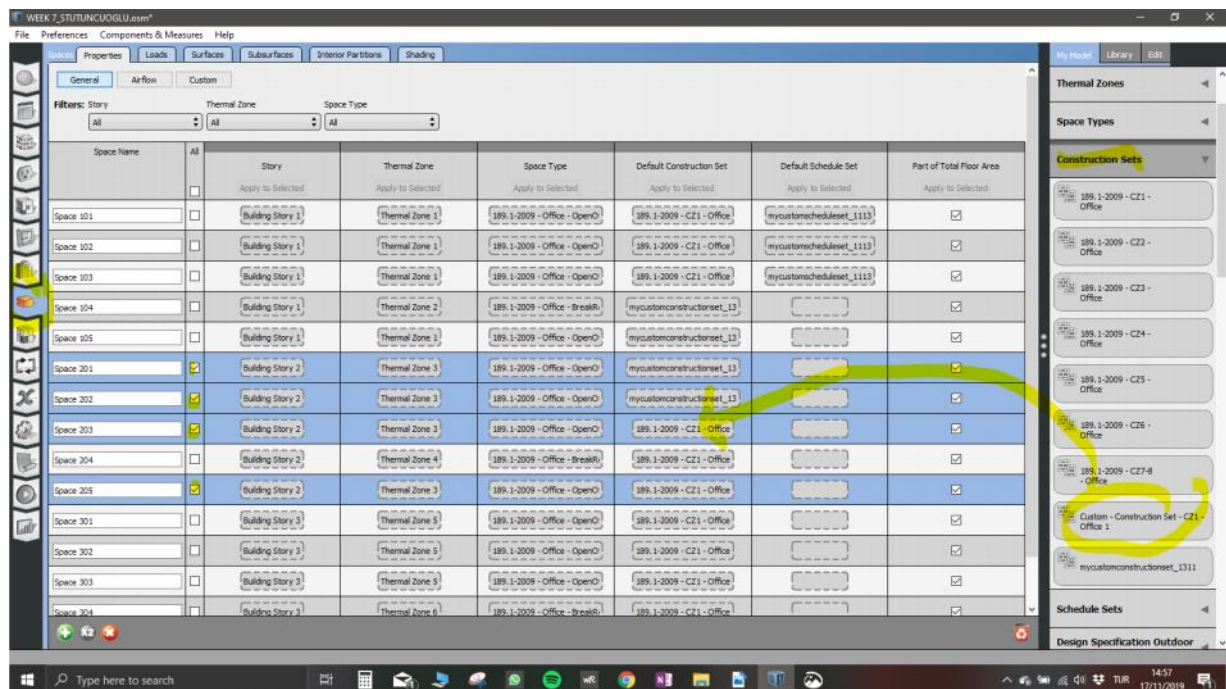 WEEK 7_STUTUNCUOGLU.osm*
File Preferences Components & Measures Help
Spaces Properties Loads Surfaces Subsurfaces Interior Partitions Shading
My Model Library Edit
General Airflow Custom
Filters: Story Thermal Zone Space Type
All All All
Space Name All Story Thermal Zone Space Type Default Construction Set Default Schedule Set Part of Total Floor Area
Apply to Selected Apply to Selected Apply to Selected Apply to Selected Apply to Selected Apply to Selected
Space 101 Building Story 1 Thermal Zone 1 189.1-2009 - Office - OpenO 189.1-2009 - CZ1 - Office mycustomscheduleset_1113
Space 102 Building Story 1 Thermal Zone 1 189.1-2009 - Office - OpenO 189.1-2009 - CZ1 - Office mycustomscheduleset_1113
Space 103 Building Story 1 Thermal Zone 1 189.1-2009 - Office - OpenO 189.1-2009 - CZ1 - Office mycustomscheduleset_1113
Space 104 Building Story 1 Thermal Zone 2 189.1-2009 - Office - BreakR mycustomconstructionset_13
Space 105 Building Story 1 Thermal Zone 1 189.1-2009 - Office - OpenO mycustomconstructionset_13
Space 201 Building Story 2 Thermal Zone 3 189.1-2009 - Office - OpenO mycustomconstructionset_13
Space 202 Building Story 2 Thermal Zone 3 189.1-2009 - Office - OpenO mycustomconstructionset_13
Space 203 Building Story 2 Thermal Zone 3 189.1-2009 - Office - OpenO 189.1-2009 - CZ1 - Office
Space 204 Building Story 2 Thermal Zone 4 189.1-2009 - Office - BreakR 189.1-2009 - CZ1 - Office
Space 205 Building Story 2 Thermal Zone 3 189.1-2009 - Office - OpenO 189.1-2009 - CZ1 - Office
Space 301 Building Story 3 Thermal Zone 5 189.1-2009 - Office - OpenO 189.1-2009 - CZ1 - Office
Space 302 Building Story 3 Thermal Zone 5 189.1-2009 - Office - OpenO 189.1-2009 - CZ1 - Office
Space 303 Building Story 3 Thermal Zone 5 189.1-2009 - Office - OpenO 189.1-2009 - CZ1 - Office
Space 304 Building Story 3 Thermal Zone 6 189.1-2009 - Office - BreakR 189.1-2009 - CZ1 - Office
x2
Thermal Zones
Space Types
Construction Sets
189.1-2009 - CZ1 -
Office
189.1-2009 - CZ2 -
Office
189.1-2009 - CZ3 -
Office
189.1-2009 - CZ4 -
Office
189.1-2009 - CZ5 -
Office
189.1-2009 - CZ6 -
Office
189.1-2009 - CZ7-8
- Office
Custom - Construction Set - CZ1 -
Office 1
mycustomconstructionset_1311
Schedule Sets
Design Specification Outdoor
Type here to search
TUR
14:57
17/11/2019